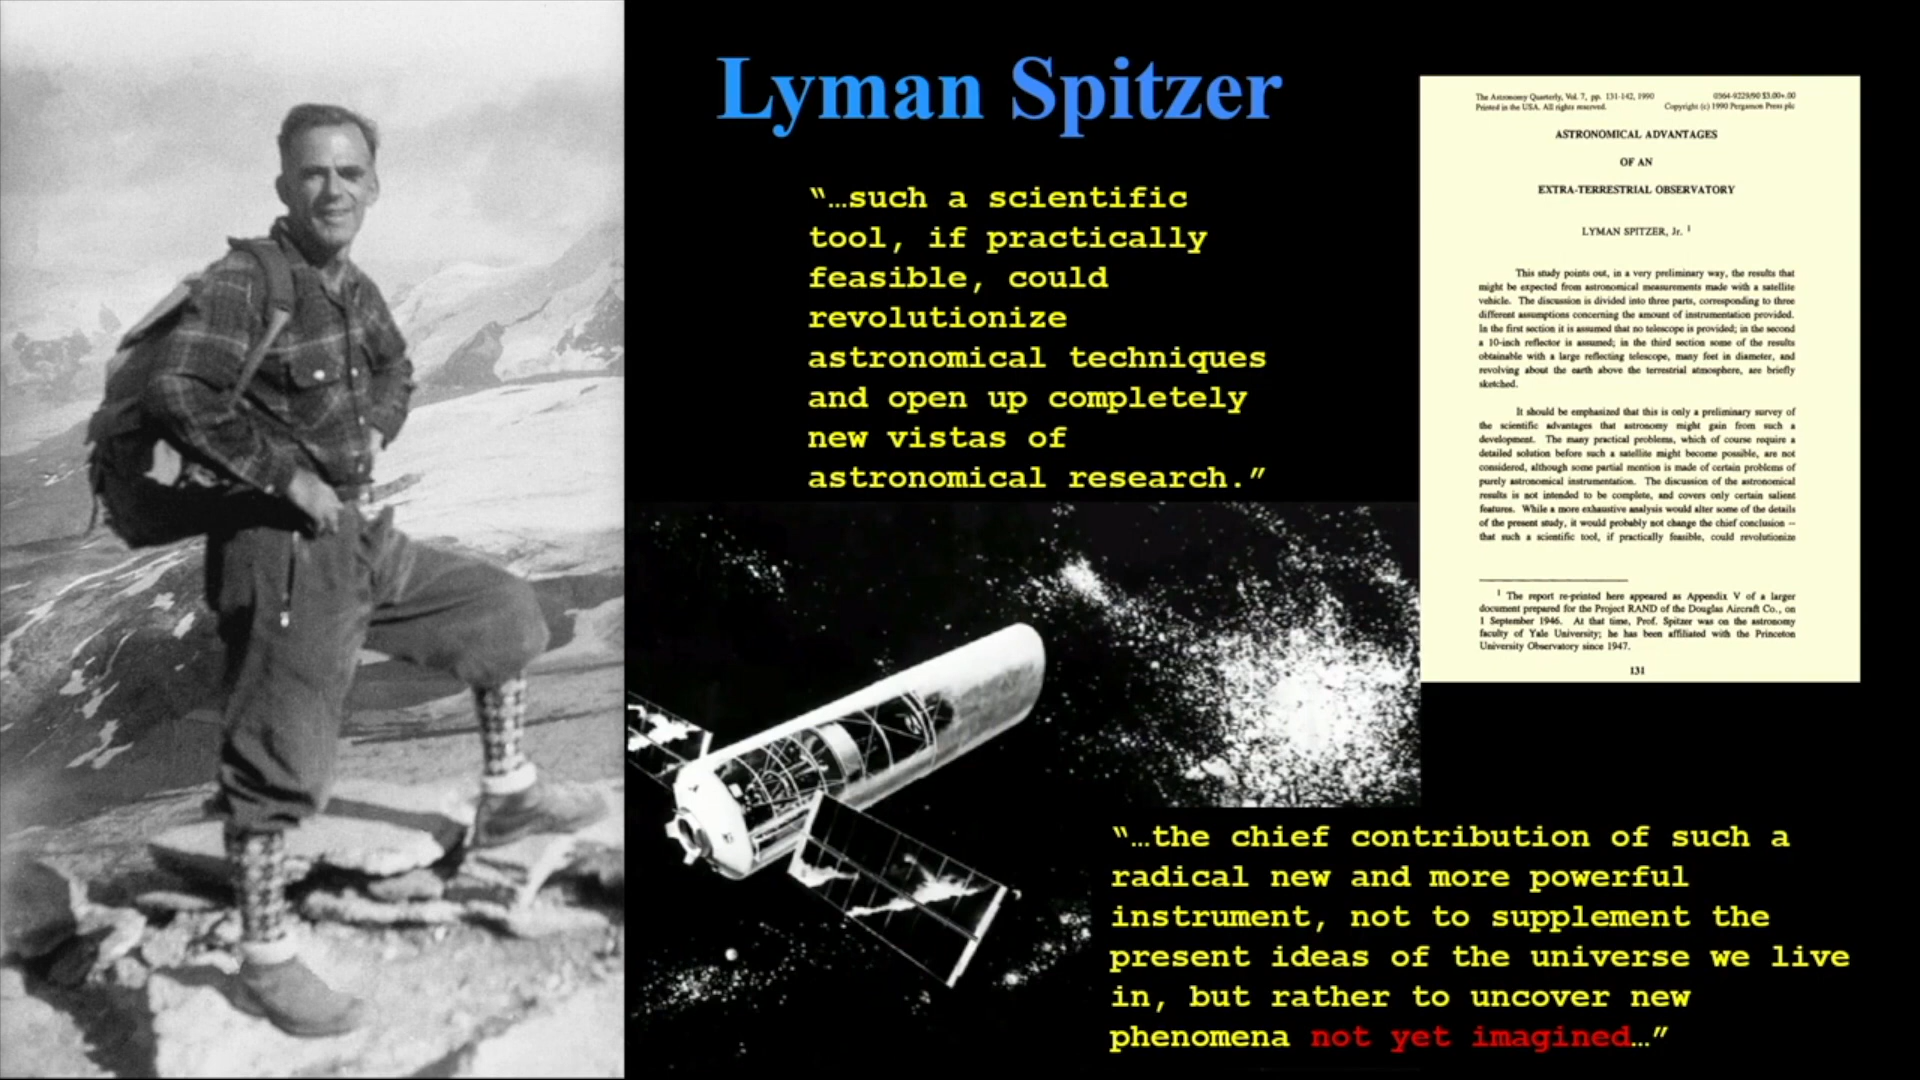 Lyman Spitzer
“…such a scientific
tool, if practically
feasible, could
revolutionize
astronomical techniques
and open up completely
new vistas of
astronomical research.”
The Astronomy Quarterly, Vol. 7, pp. 131-142, 1990
Printed in the USA. All rights reserved.
0364-9229/90 $3.00+.00
Copyright (c) 1990 Pergamon Press plc
ASTRONOMICAL ADVANTAGES
OF AN
EXTRA-TERRESTRIAL OBSERVATORY
LYMAN SPITZER, Jr. 1
This study points out, in a very preliminary way, the results that
might be expected from astronomical measurements made with a satellite
vehicle. The discussion is divided into three parts, corresponding to three
different assumptions concerning the amount of instrumentation provided.
In the first section it is assumed that no telescope is provided; in the second
a 10-inch reflector is assumed; in the third section some of the results
obtainable with a large reflecting telescope, many feet in diameter, and
revolving about the earth above the terrestrial atmosphere, are briefly
sketched.
It should be emphasized that this is only a preliminary survey of
the scientific advantages that astronomy might gain from such a
development. The many practical problems, which of course require a
detailed solution before such a satellite might become possible, are not
considered, although some partial mention is made of certain problems of
purely astronomical instrumentation. The discussion of the astronomical
results is not intended to be complete, and covers only certain salient
features. While a more exhaustive analysis would alter some of the details
of the present study, it would probably not change the chief conclusion --
that such a scientific tool, if practically feasible, could revolutionize
1 The report re-printed here appeared as Appendix V of a larger
document prepared for the Project RAND of the Douglas Aircraft Co., on
1 September 1946. At that time, Prof. Spitzer was on the astronomy
faculty of Yale University; he has been affiliated with the Princeton
University Observatory since 1947.
131
“…the chief contribution of such a
radical new and more powerful
instrument, not to supplement the
present ideas of the universe we live
in, but rather to uncover new
phenomena not yet imagined…”